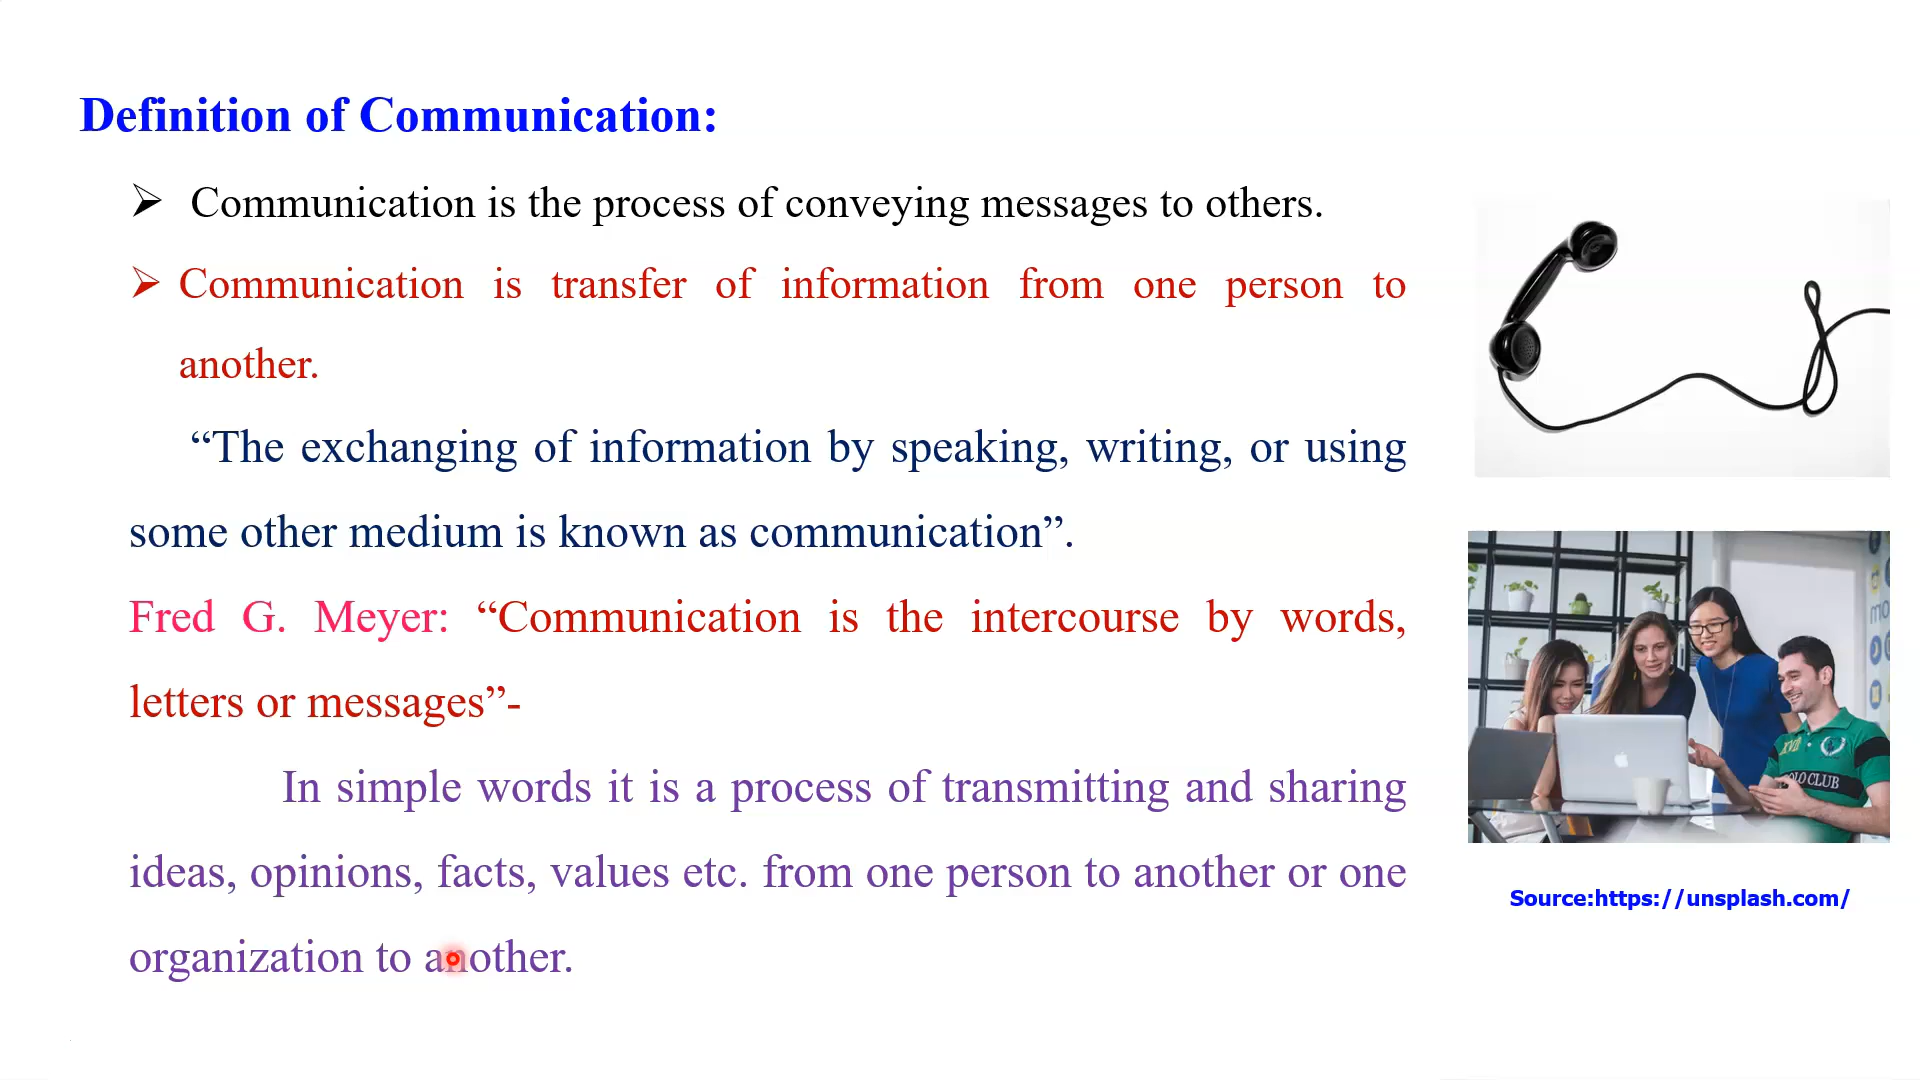 Definition of Communication:
➢ Communication is the process of conveying messages to others.
➢ Communication is transfer of information from one person to
another.
“The exchanging of information by speaking, writing, or using
some other medium is known as communication”.
Fred G. Meyer: “Communication is the intercourse by words,
letters or messages”-
In simple words it is a process of transmitting and sharing
ideas, opinions, facts, values etc. from one person to another or one
organization to another.
XVII
OLO CLUB
Source:https://unsplash.com/